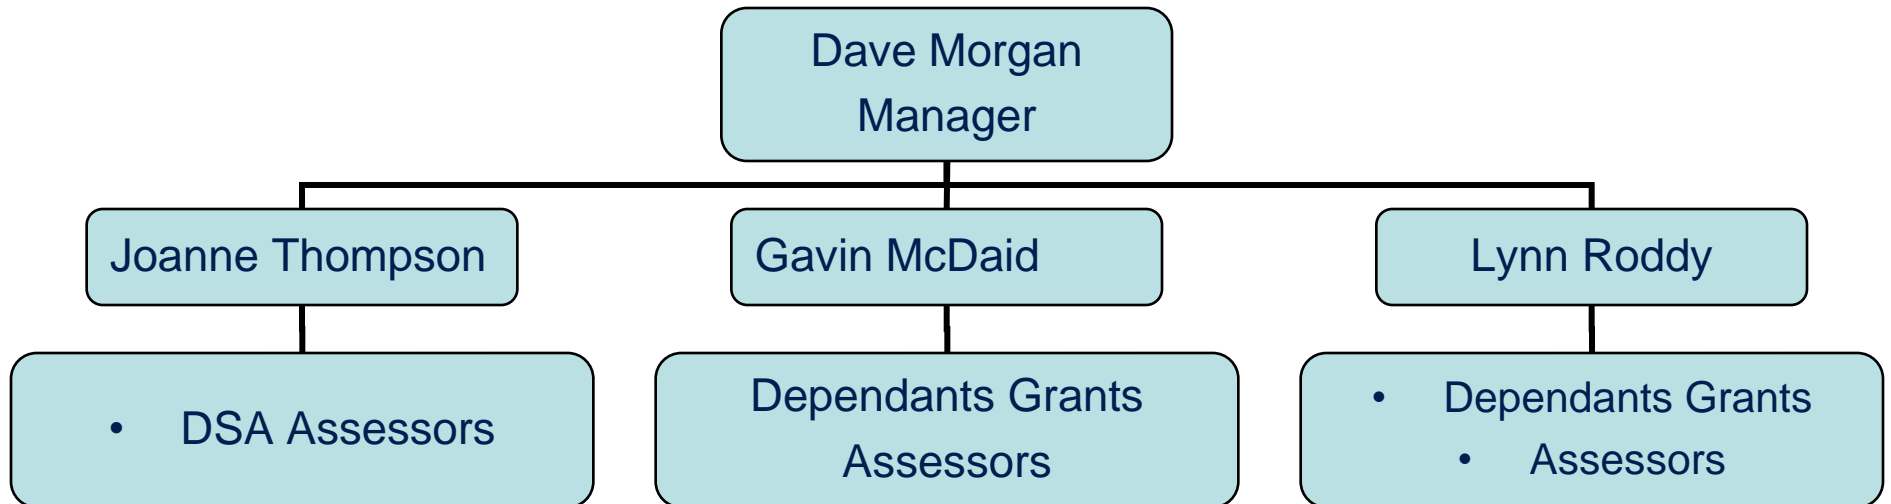 Dave Morgan
Manager
Joanne Thompson
Gavin McDaid
Lynn Roddy
• DSA Assessors
Dependants Grants
Assessors
• Dependants Grants
• Assessors